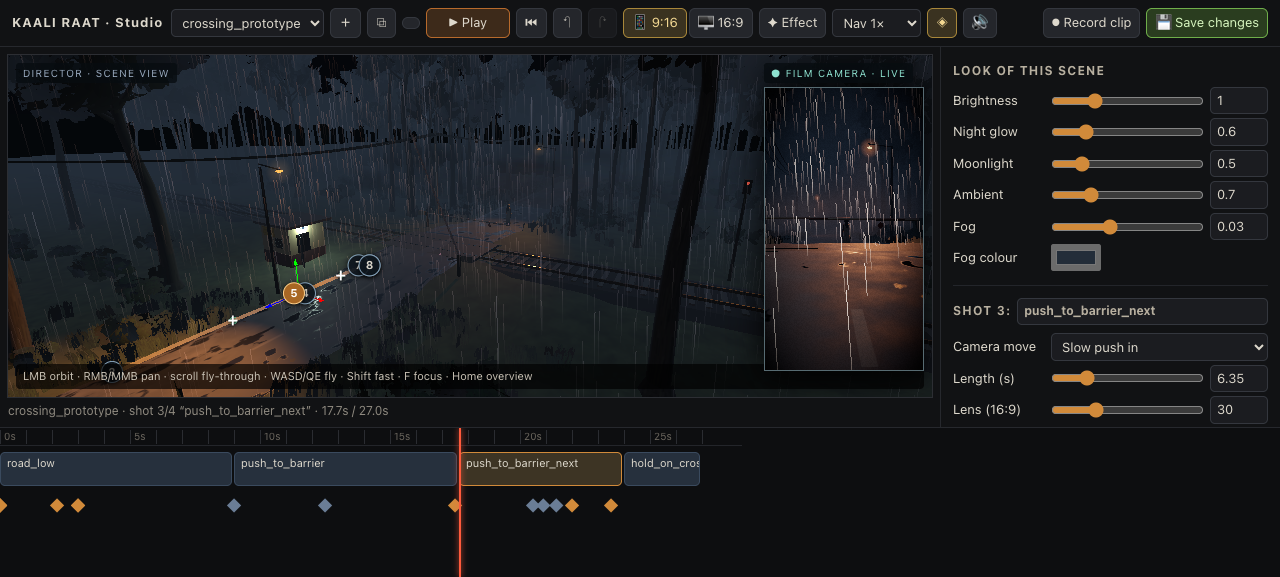 KAALI RAAT · Studio crossing_prototype + Play 9:16 16:9 Effect Nav 1× Record clip Save changes
DIRECTOR · SCENE VIEW
FILM CAMERA · LIVE
5
7 8
LMB orbit · RMB/MMB pan · scroll fly-through · WASD/QE fly · Shift fast · F focus · Home overview
crossing_prototype · shot 3/4 “push_to_barrier_next” · 17.7s / 27.0s
LOOK OF THIS SCENE
Brightness 1
Night glow 0.6
Moonlight 0.5
Ambient 0.7
Fog 0.03
Fog colour
SHOT 3: push_to_barrier_next
Camera move Slow push in
Length (s) 6.35
Lens (16:9) 30
0s 5s 10s 15s 20s 25s
road_low push_to_barrier push_to_barrier_next hold_on_cros